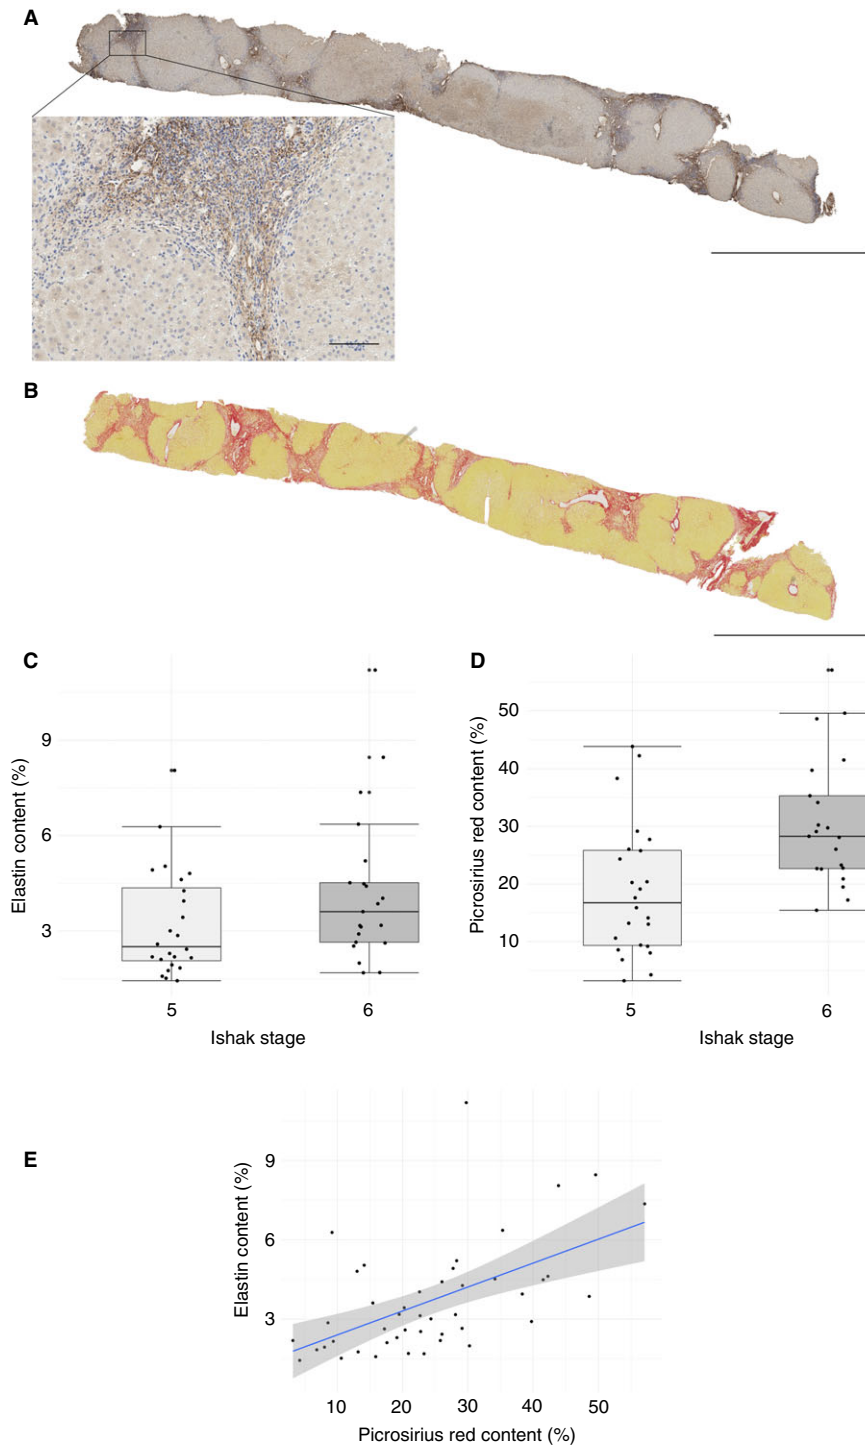 A
B
C
D
Elastin content (%)
9
6
3
5
6
Ishak stage
Picrosirius red content (%)
50
40
30
20
10
5
6
Ishak stage
E
Elastin content (%)
9
6
3
10
20
30
40
50
Picrosirius red content (%)